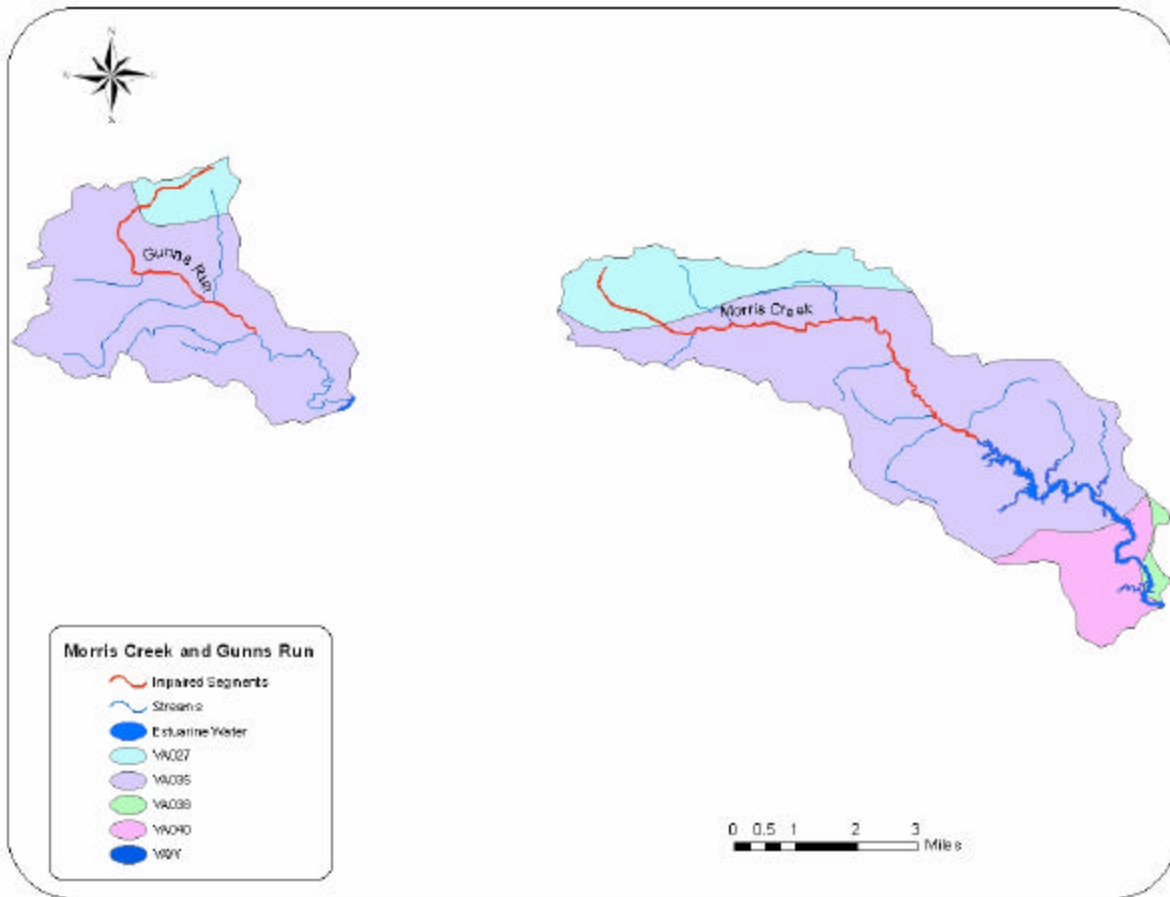 N
S
Gunns Run
Morris Creek
Morris Creek and Gunns Run
Impaired Segments
Streams
Estuarine Water
VA027
VA035
VA038
VA040
0 0.5 1 2 3
Miles